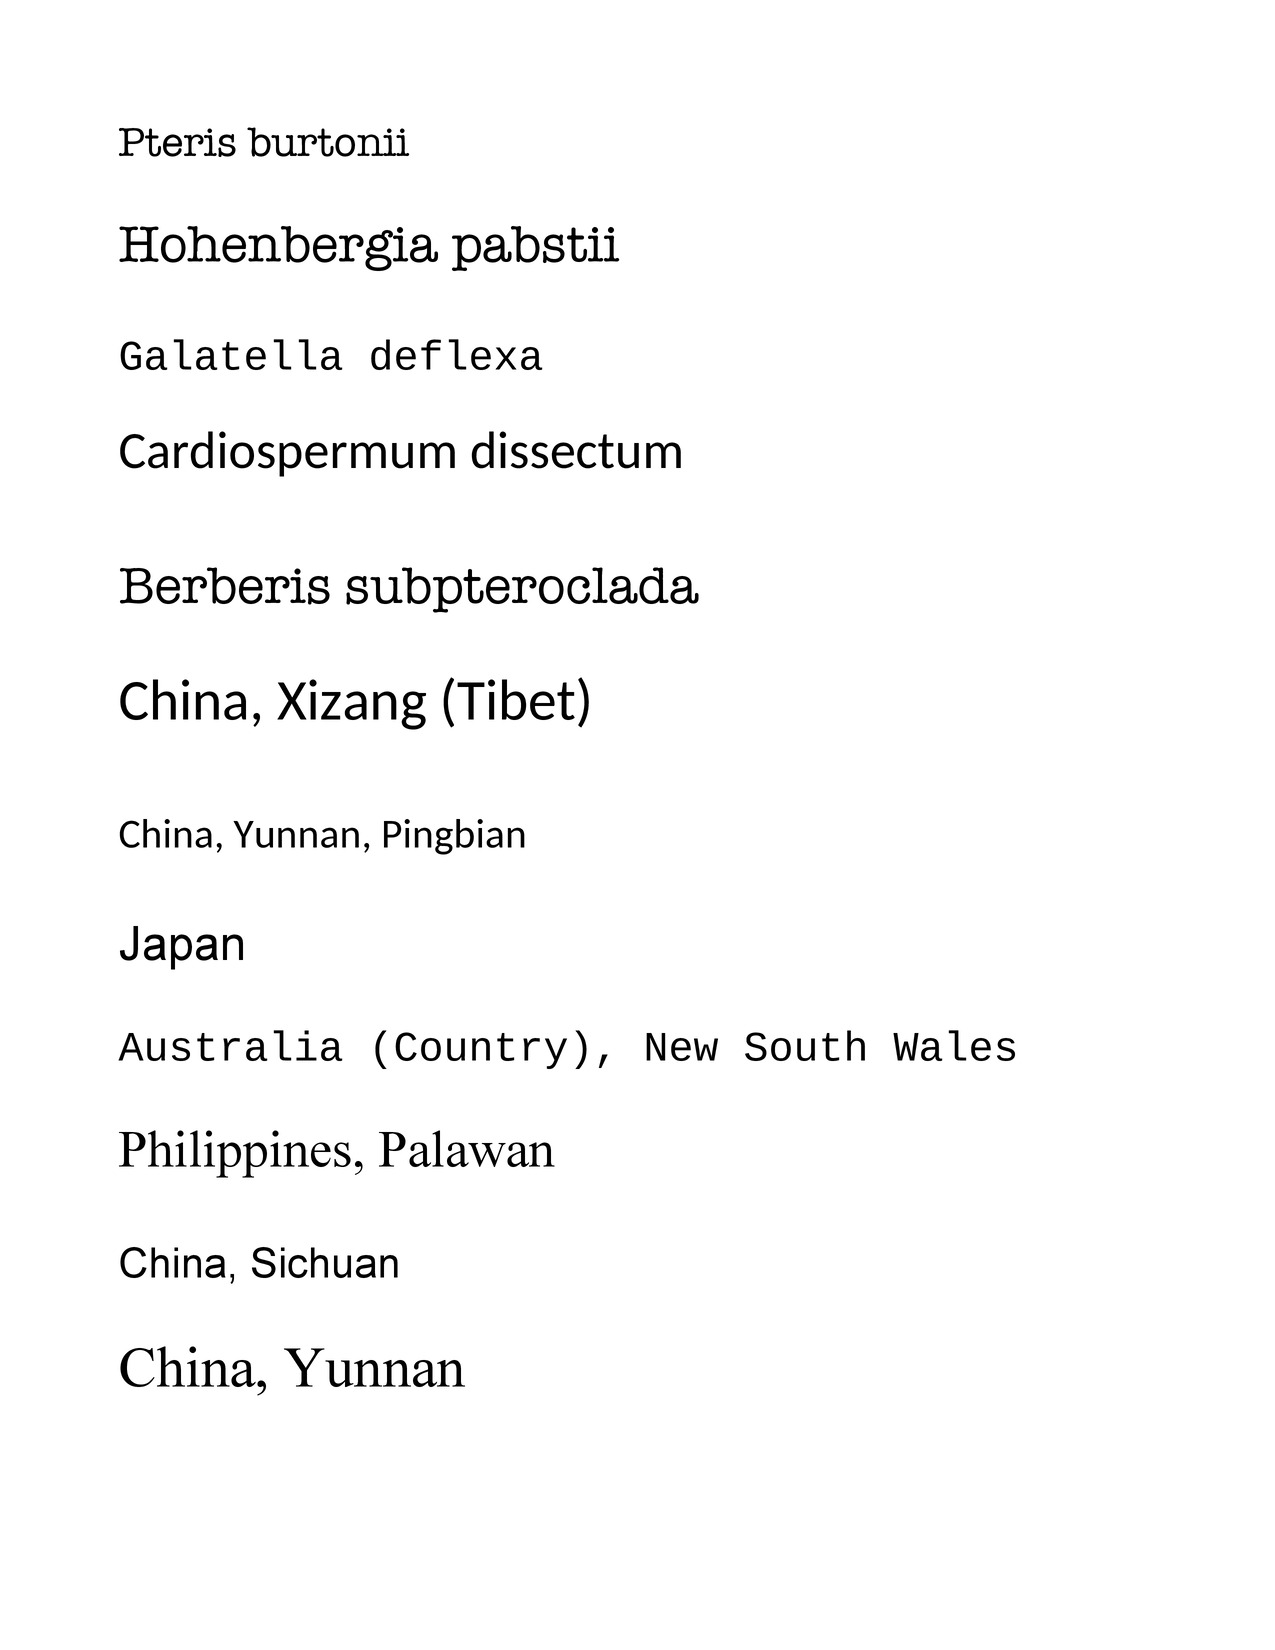 Pteris burtonii
Hohenbergia pabstii
Galatella deflexa
Cardiospermum dissectum
Berberis subpteroclada
China, Xizang (Tibet)
China, Yunnan, Pingbian
Japan
Australia (Country), New South Wales
Philippines, Palawan
China, Sichuan
China, Yunnan